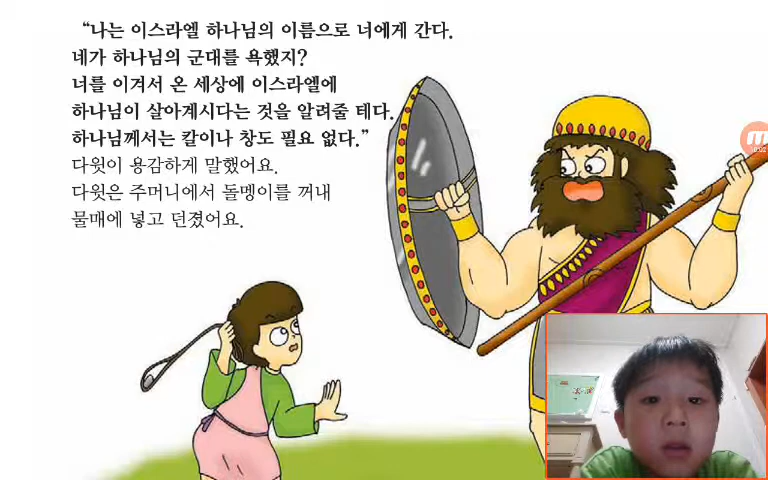 “나는 이스라엘 하나님의 이름으로 너에게 간다.
네가 하나님의 군대를 욕했지?
너를 이겨서 온 세상에 이스라엘에
하나님이 살아계시다는 것을 알려줄 테다.
하나님께서는 칼이나 창도 필요 없다.”
다윗이 용감하게 말했어요.
다윗은 주머니에서 돌멩이를 꺼내
물매에 넣고 던졌어요.